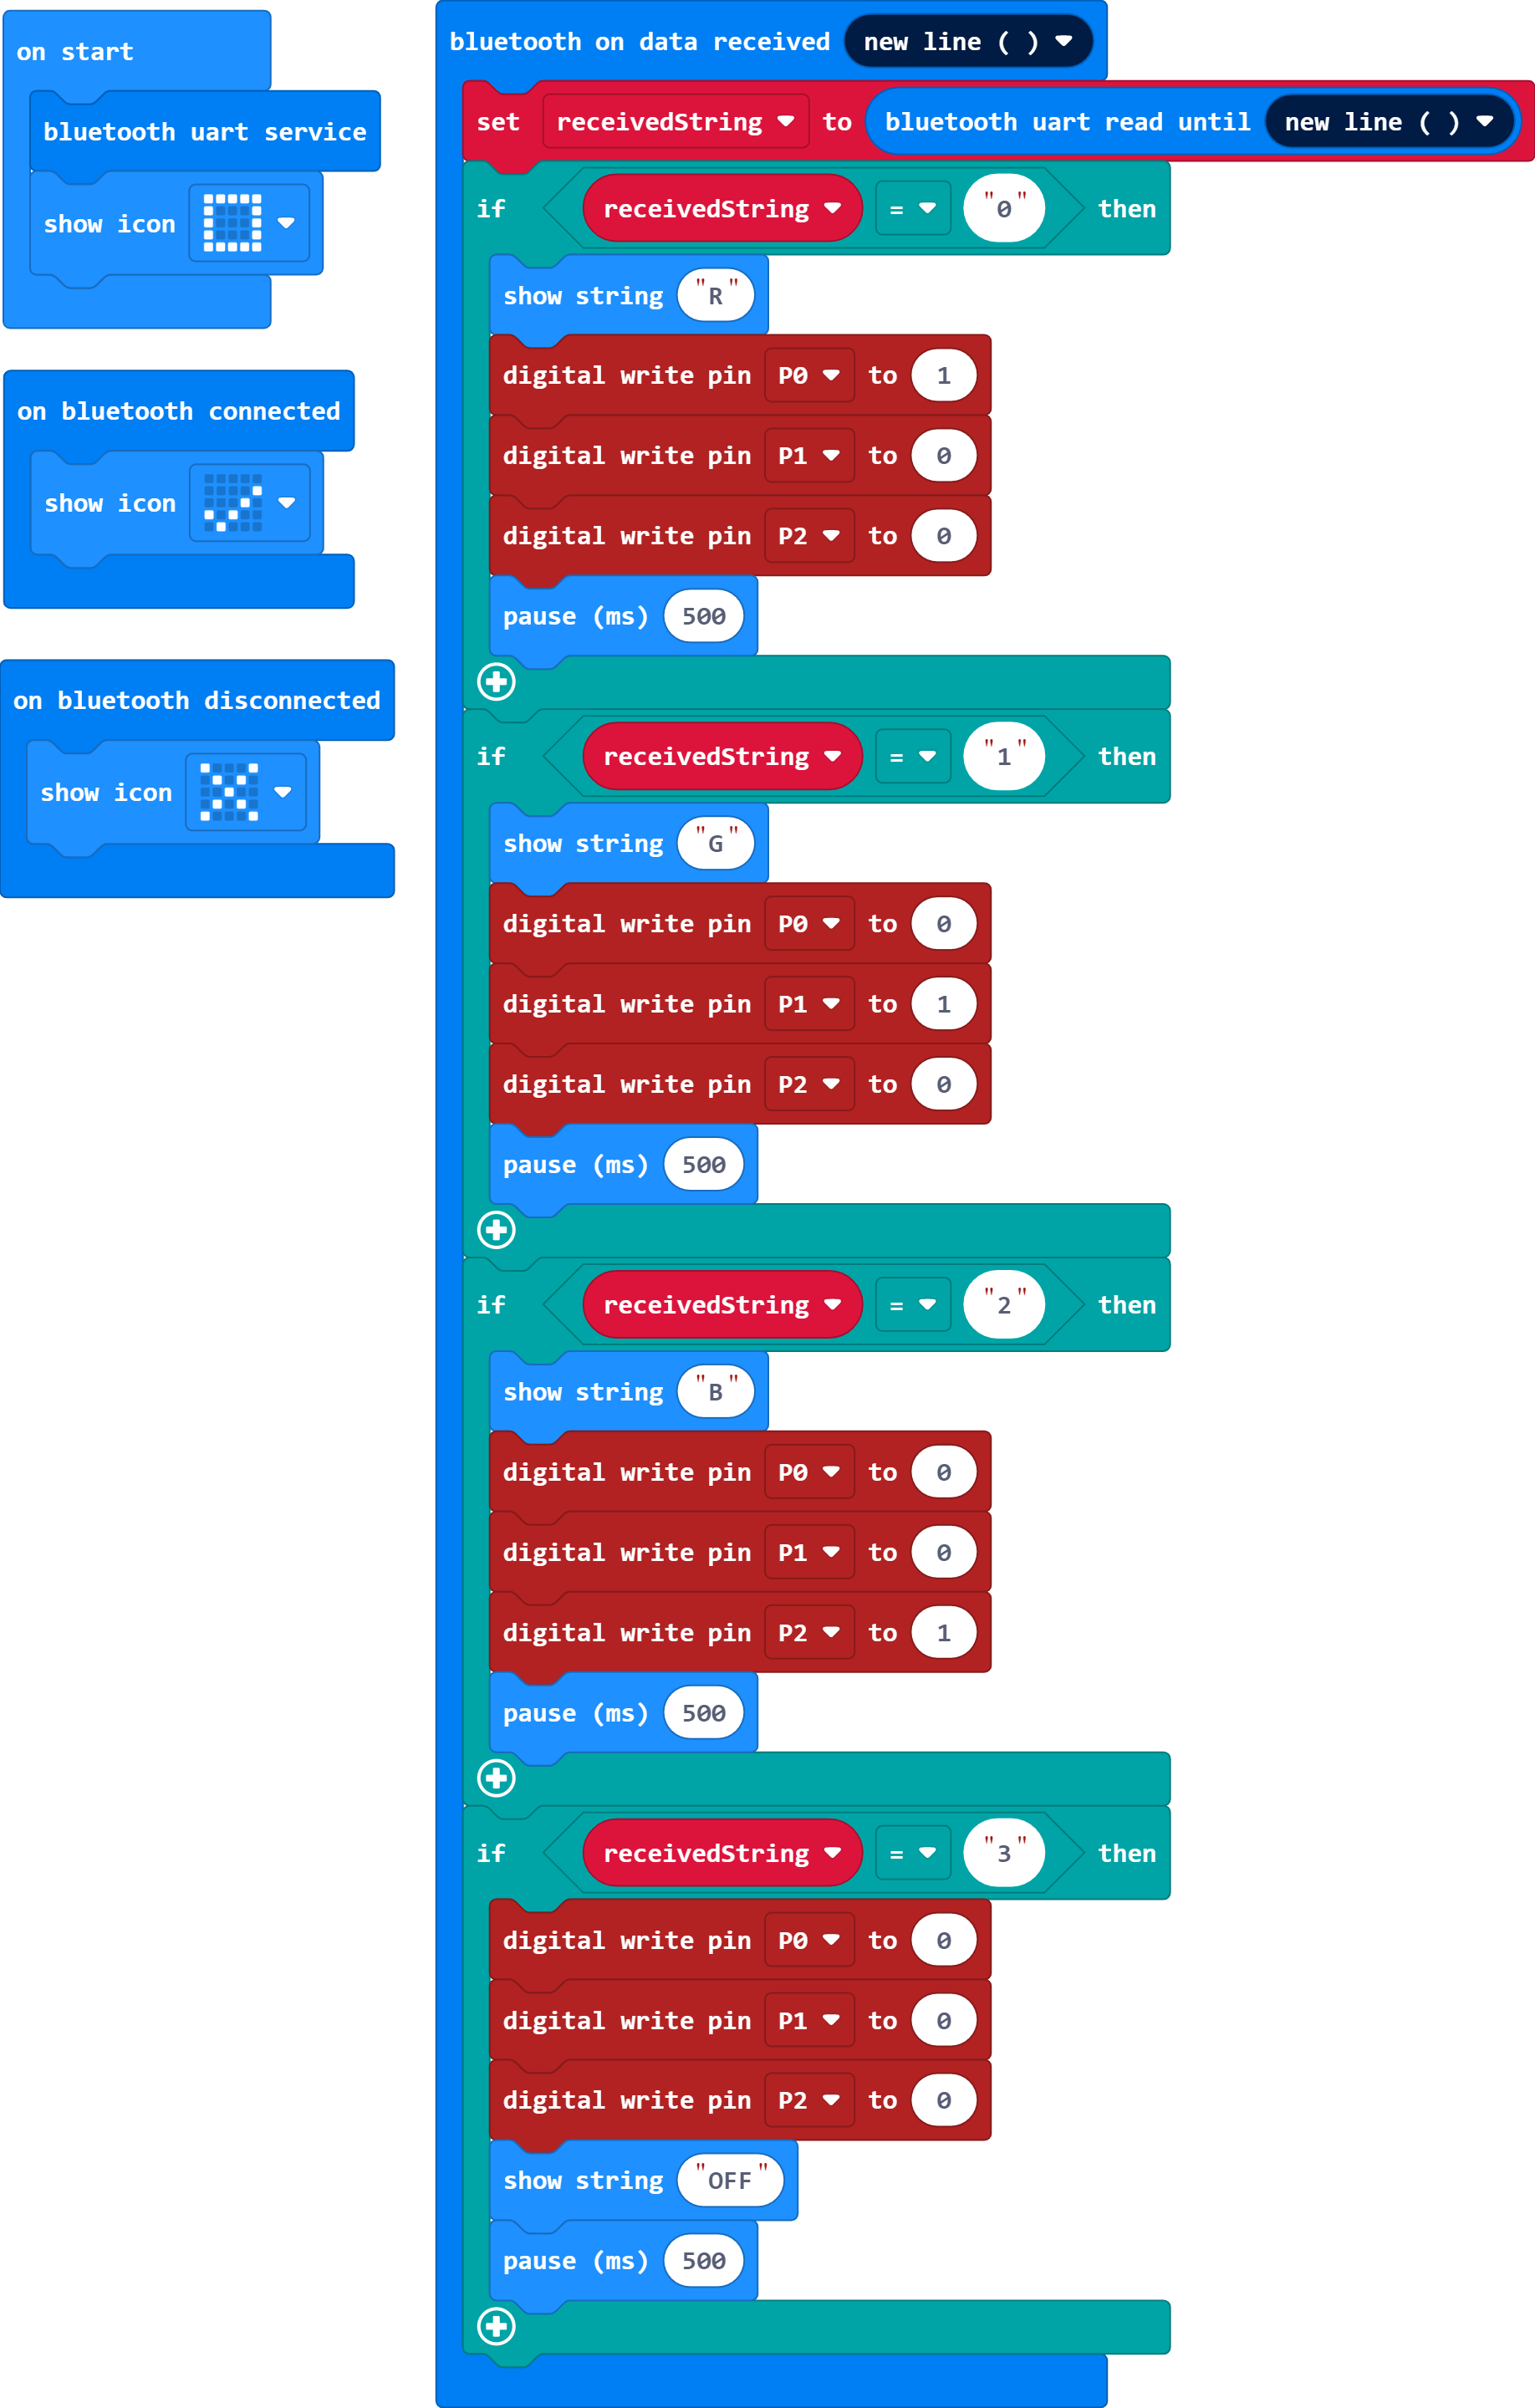 on start
bluetooth uart service
show icon
on bluetooth connected
show icon
on bluetooth disconnected
show icon
bluetooth on data received new line ( )
set receivedString to bluetooth uart read until new line ( )
if receivedString = "0" then
show string "R"
digital write pin P0 to 1
digital write pin P1 to 0
digital write pin P2 to 0
pause (ms) 500
if receivedString = "1" then
show string "G"
digital write pin P0 to 0
digital write pin P1 to 1
digital write pin P2 to 0
pause (ms) 500
if receivedString = "2" then
show string "B"
digital write pin P0 to 0
digital write pin P1 to 0
digital write pin P2 to 1
pause (ms) 500
if receivedString = "3" then
digital write pin P0 to 0
digital write pin P1 to 0
digital write pin P2 to 0
show string "OFF"
pause (ms) 500